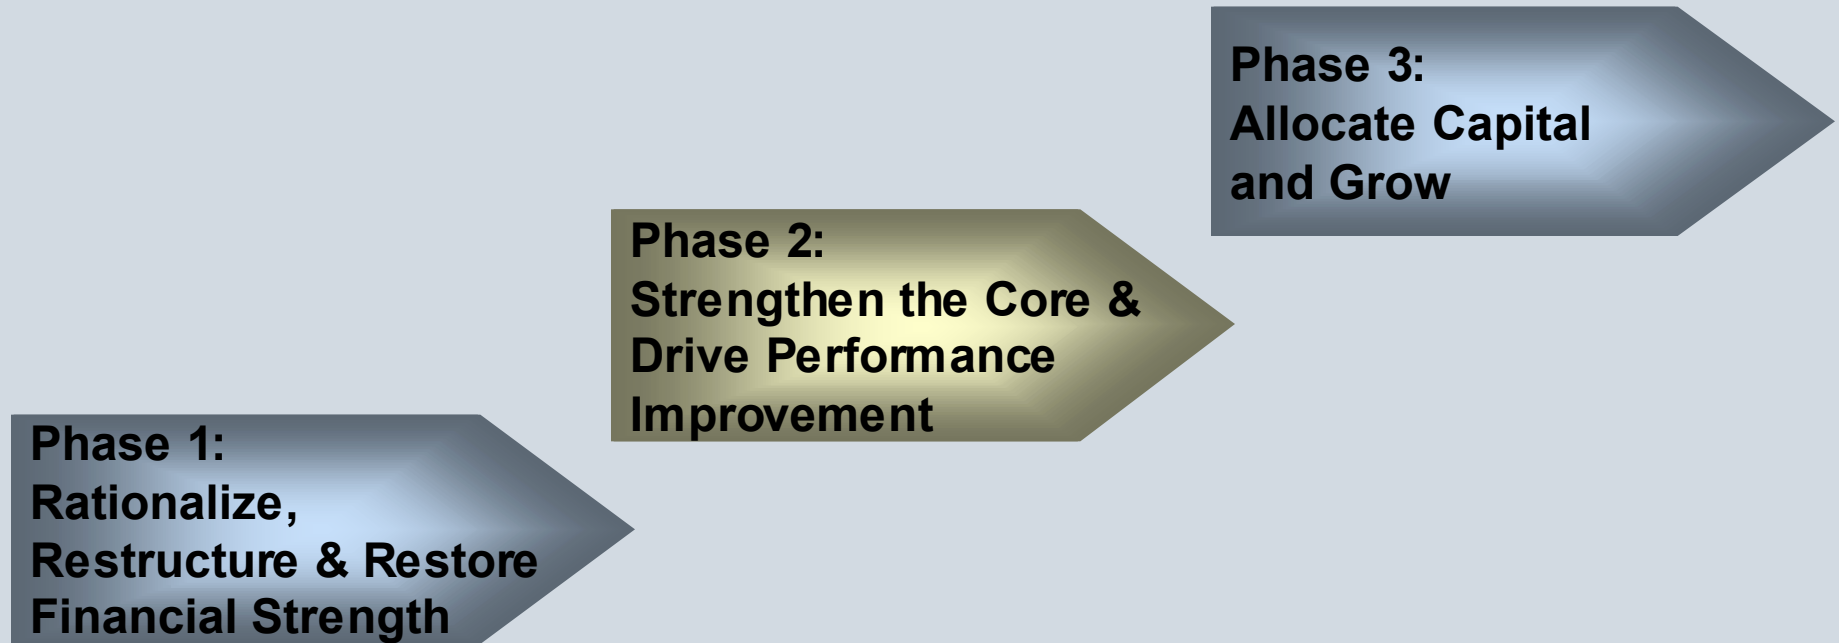 Phase 1:
Rationalize,
Restructure & Restore
Financial Strength
Phase 2:
Strengthen the Core &
Drive Performance
Improvement
Phase 3:
Allocate Capital
and Grow